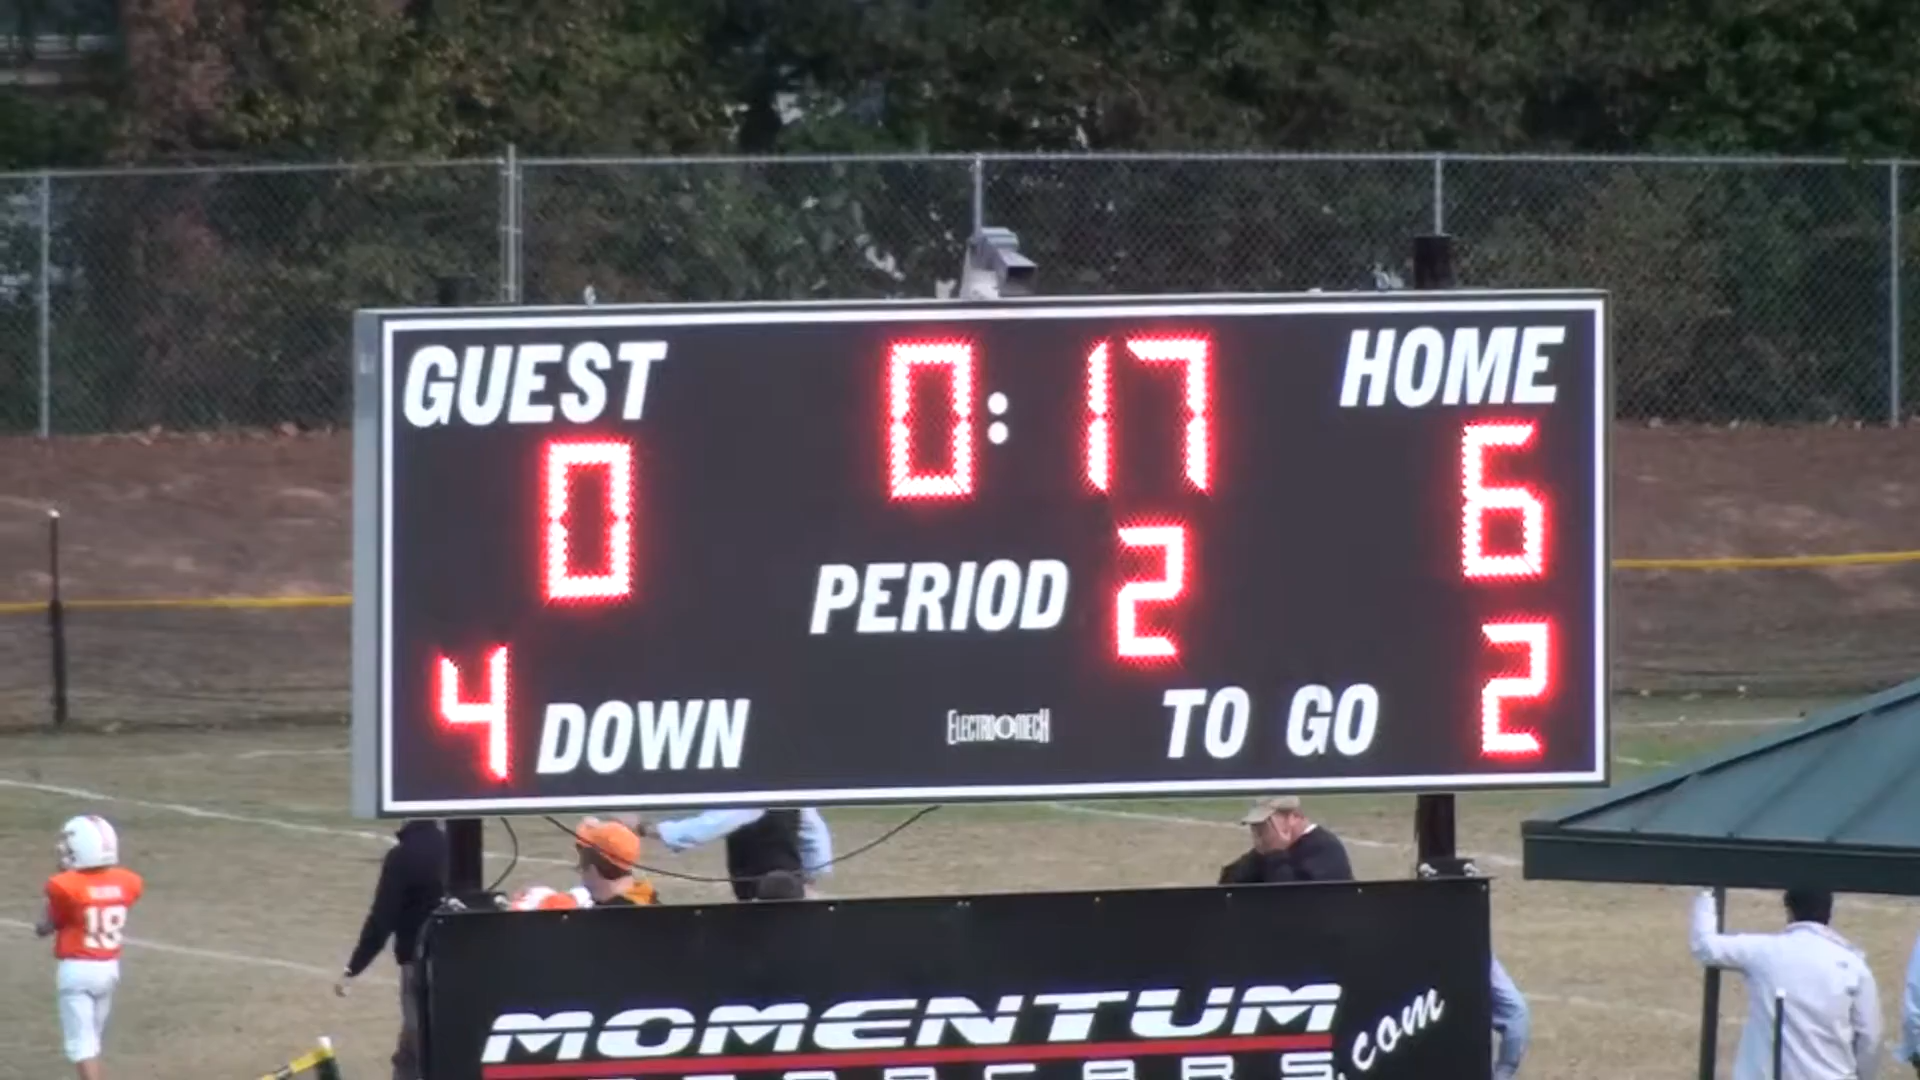 GUEST 0:17 HOME
0 6
PERIOD 2
4 DOWN ELECTRO-MECH TO GO 2
18
MOMENTUM
.com